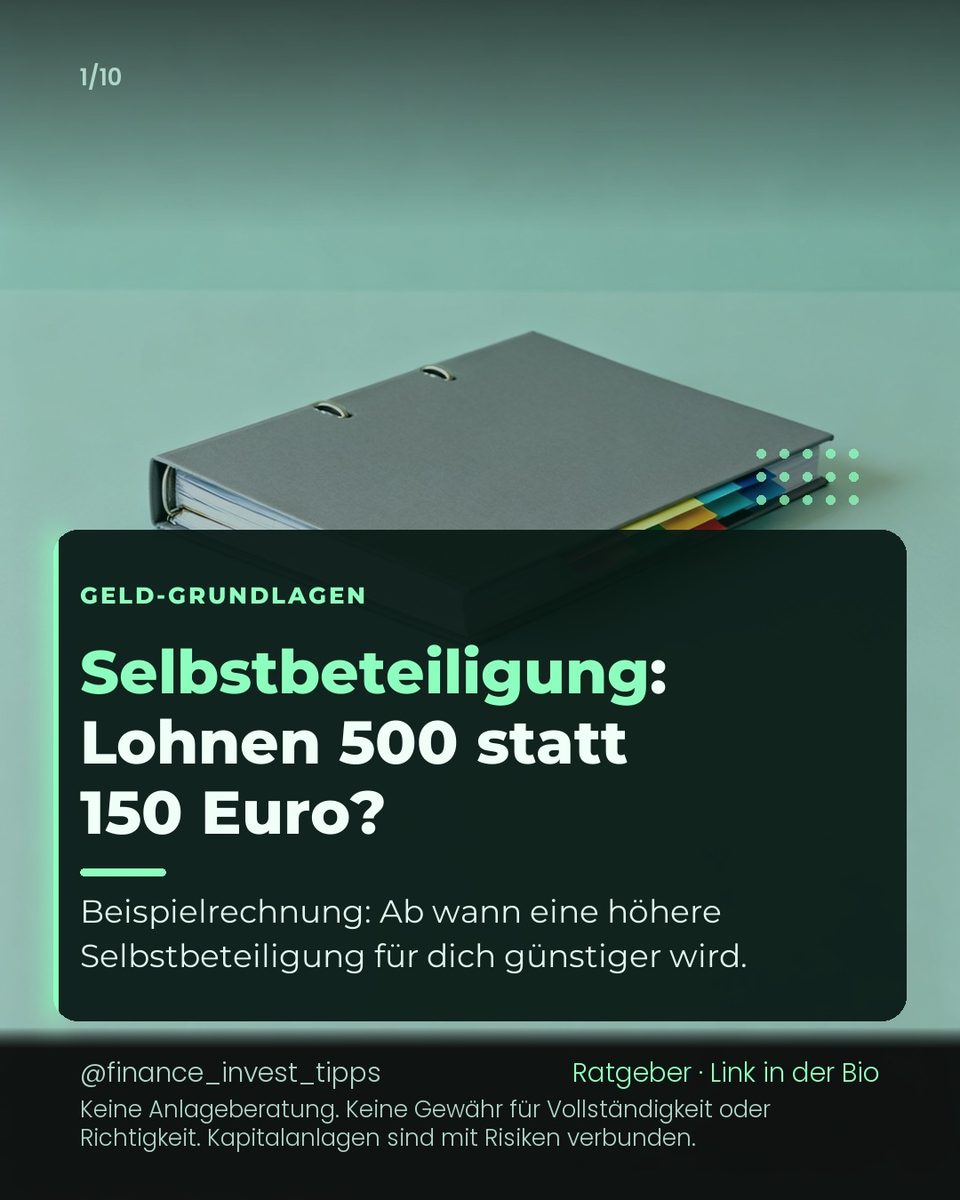 1/10
GELD-GRUNDLAGEN
Selbstbeteiligung:
Lohnen 500 statt
150 Euro?
Beispielrechnung: Ab wann eine höhere
Selbstbeteiligung für dich günstiger wird.
@finance_invest_tipps
Ratgeber · Link in der Bio
Keine Anlageberatung. Keine Gewähr für Vollständigkeit oder
Richtigkeit. Kapitalanlagen sind mit Risiken verbunden.